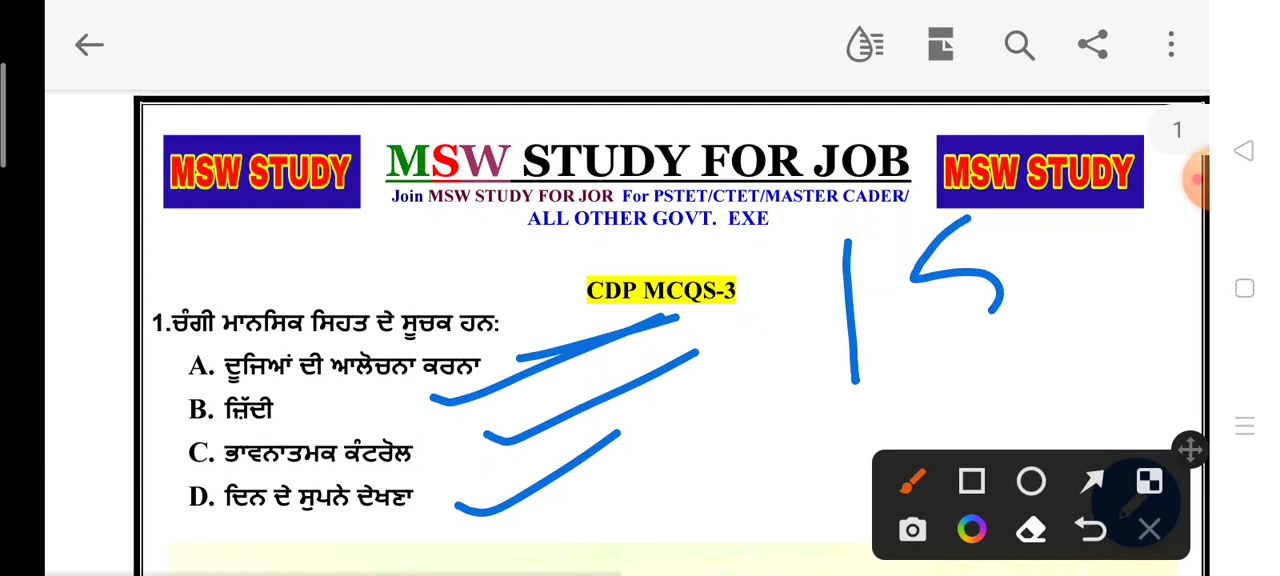 1
MSW STUDY
MSW STUDY FOR JOB
MSW STUDY
Join MSW STUDY FOR JOR For PSTET/CTET/MASTER CADER/
ALL OTHER GOVT. EXE
15
CDP MCQS-3
1.ਚੰਗੀ ਮਾਨਸਿਕ ਸਿਹਤ ਦੇ ਸੂਚਕ ਹਨ:
A. ਦੂਜਿਆਂ ਦੀ ਆਲੋਚਨਾ ਕਰਨਾ
B. ਜ਼ਿੱਦੀ
C. ਭਾਵਨਾਤਮਕ ਕੰਟਰੋਲ
D. ਦਿਨ ਦੇ ਸੁਪਨੇ ਦੇਖਣਾ